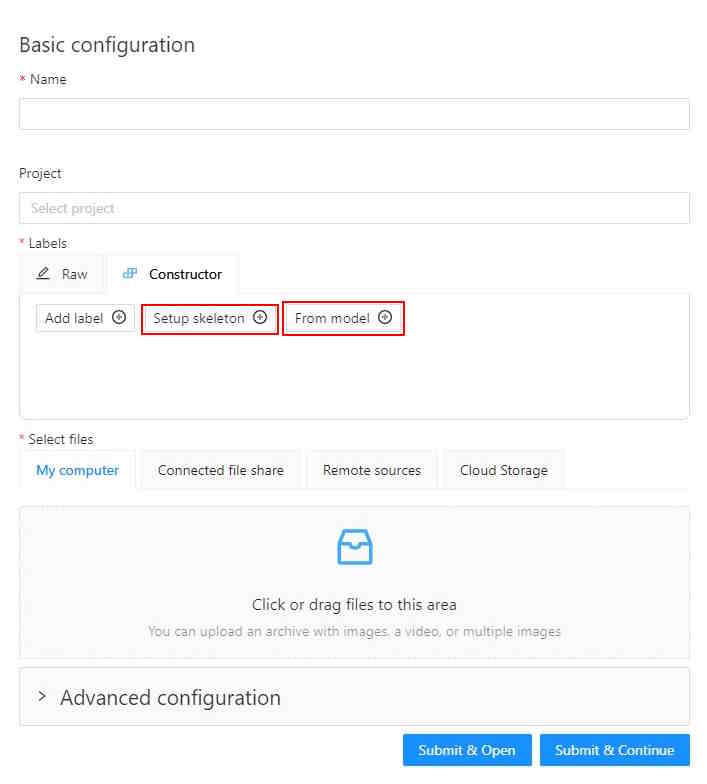 Basic configuration
* Name
Project
Select project
* Labels
Raw Constructor
Add label Setup skeleton From model
* Select files
My computer Connected file share Remote sources Cloud Storage
Click or drag files to this area
You can upload an archive with images, a video, or multiple images
> Advanced configuration
Submit & Open Submit & Continue